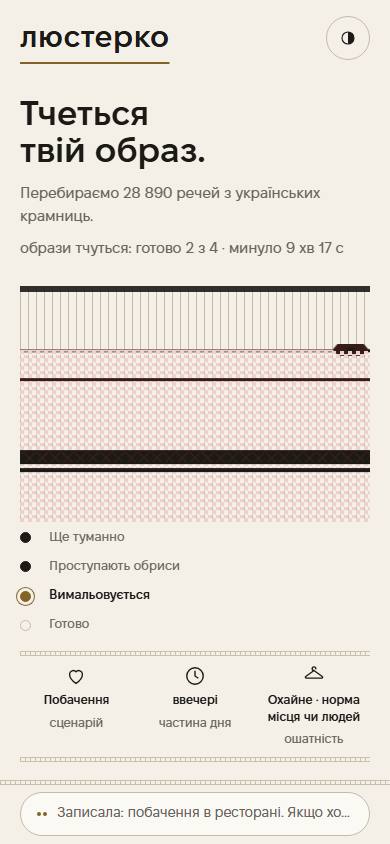 люстерко
Тчеться
твій образ.
Перебираємо 28 890 речей з українських
крамниць.
образи тчуться: готово 2 з 4 · минуло 9 хв 17 с
Ще туманно
Проступають обриси
Вимальовується
Готово
Побачення
сценарій
ввечері
частина дня
Охайне · норма
місця чи людей
ошатність
Записала: побачення в ресторані. Якщо хо...